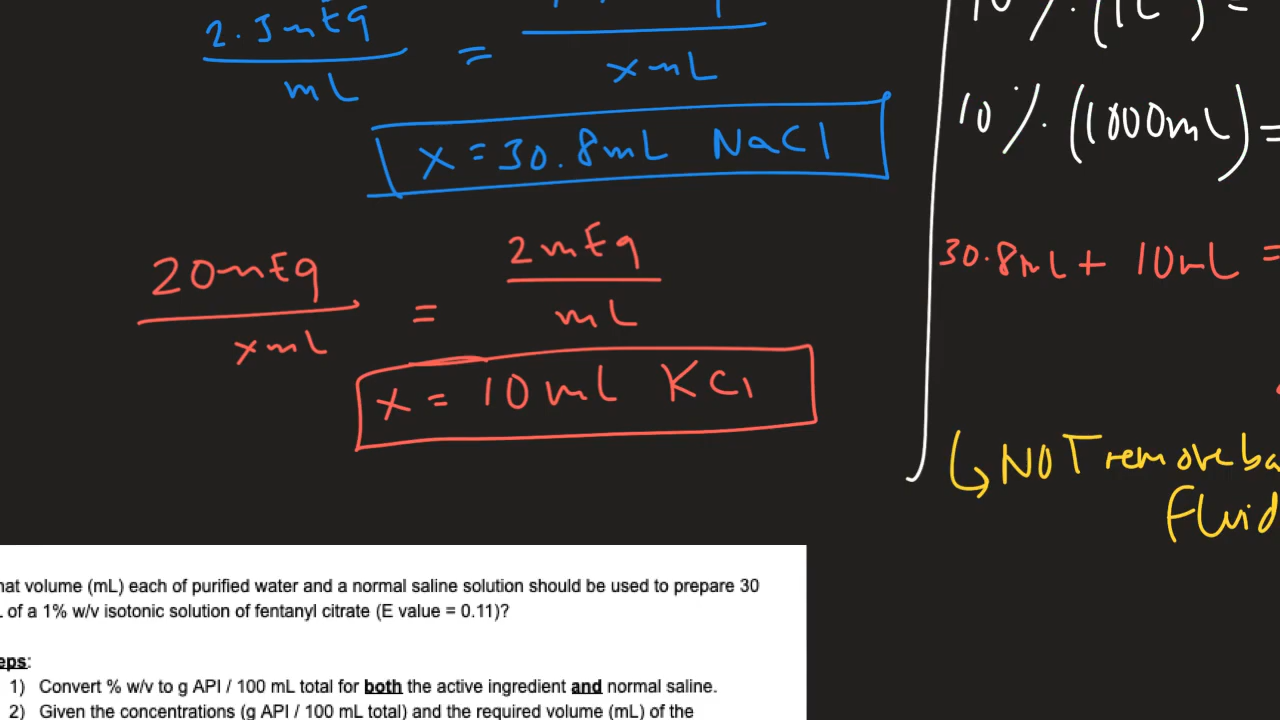 2.5mEq
mL
=
x mL
x = 30.8mL NaCl
20mEq
x mL
=
2mEq
mL
x = 10mL KCl
10%. (1L) =
10%. (1000mL) =
30.8mL + 10mL =
↳ NOT remove ba
Fluid
hat volume (mL) each of purified water and a normal saline solution should be used to prepare 30
of a 1% w/v isotonic solution of fentanyl citrate (E value = 0.11)?
eps:
1) Convert % w/v to g API / 100 mL total for both the active ingredient and normal saline.
2) Given the concentrations (g API / 100 mL total) and the required volume (mL) of the